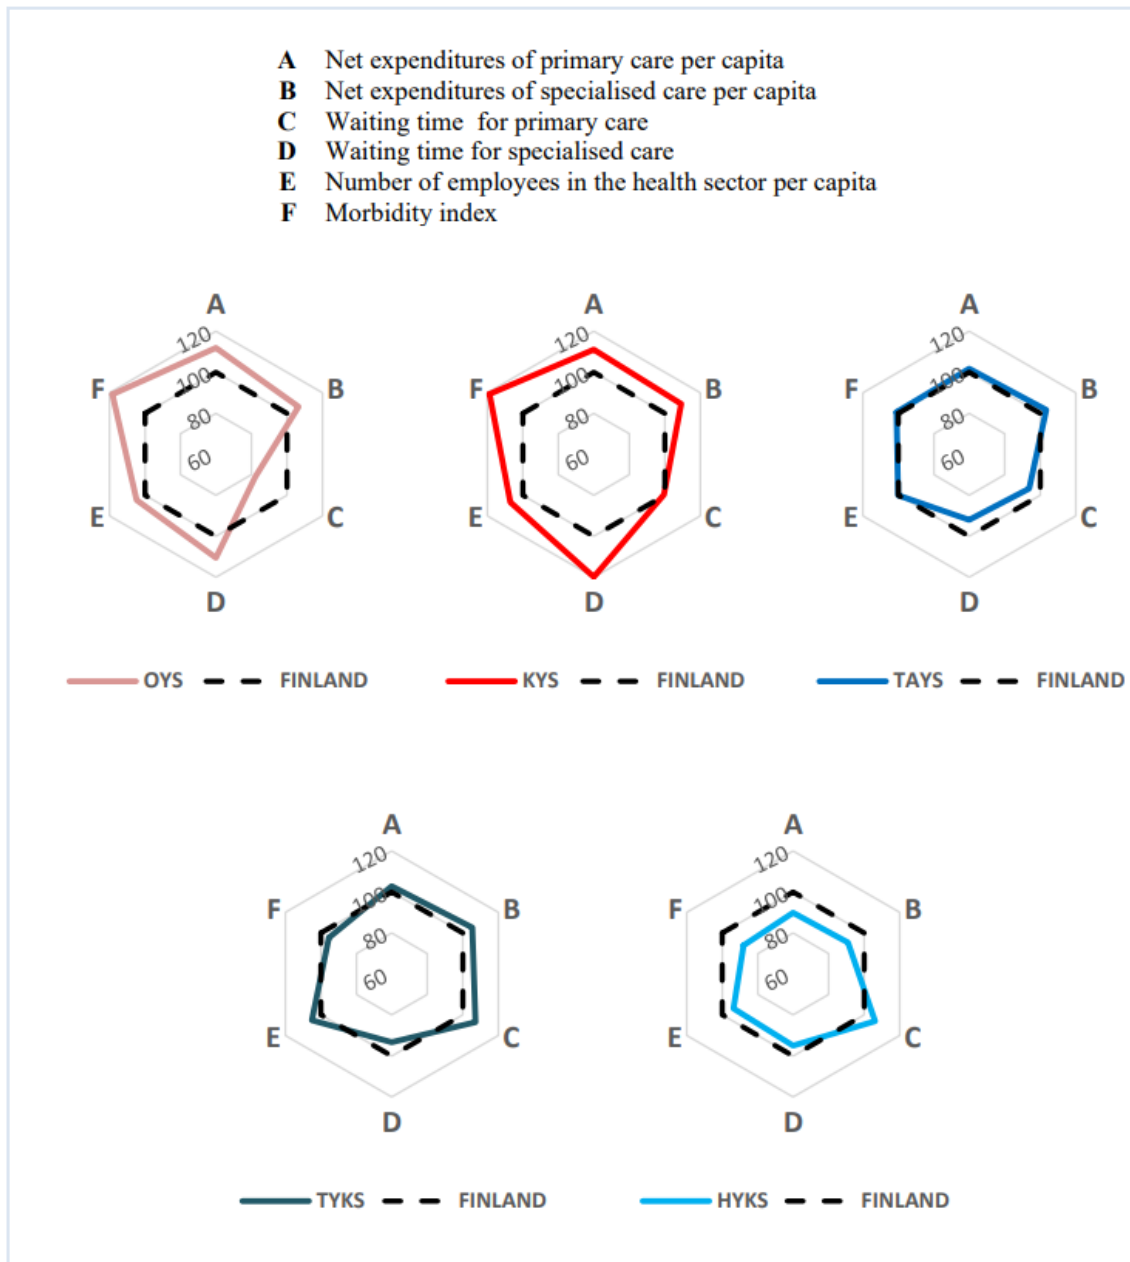 A Net expenditures of primary care per capita
B Net expenditures of specialised care per capita
C Waiting time for primary care
D Waiting time for specialised care
E Number of employees in the health sector per capita
F Morbidity index
A
120
100
80
60
F
B
E
C
D
OYS FINLAND
A
120
100
80
60
F
B
E
C
D
KYS FINLAND
A
120
100
80
60
F
B
E
C
D
TAYS FINLAND
A
120
100
80
60
F
B
E
C
D
TYKS FINLAND
A
120
100
80
60
F
B
E
C
D
HYKS FINLAND